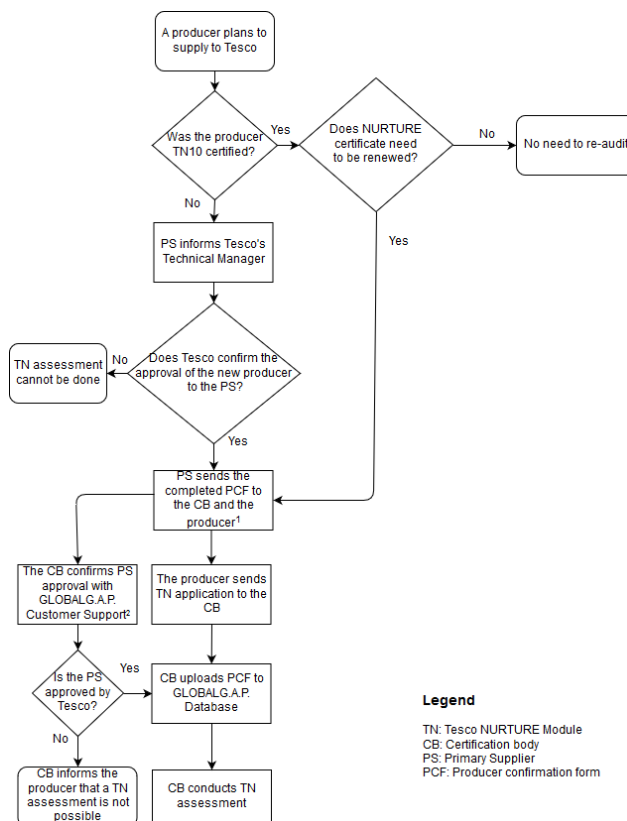 A producer plans to
supply to Tesco
Was the producer
TN10 certified?
Yes
Does NURTURE
certificate need
to be renewed?
No
No need to re-audit
No
Yes
PS informs Tesco's
Technical Manager
Does Tesco confirm the
approval of the new producer
to the PS?
No
TN assessment
cannot be done
Yes
PS sends the
completed PCF to
the CB and the
producer¹
The CB confirms PS
approval with
GLOBALG.A.P.
Customer Support²
The producer sends
TN application to the
CB
Is the PS
approved by
Tesco?
Yes
CB uploads PCF to
GLOBALG.A.P.
Database
No
CB informs the
producer that a TN
assessment is not
possible
CB conducts TN
assessment
Legend
TN: Tesco NURTURE Module
CB: Certification body
PS: Primary Supplier
PCF: Producer confirmation form